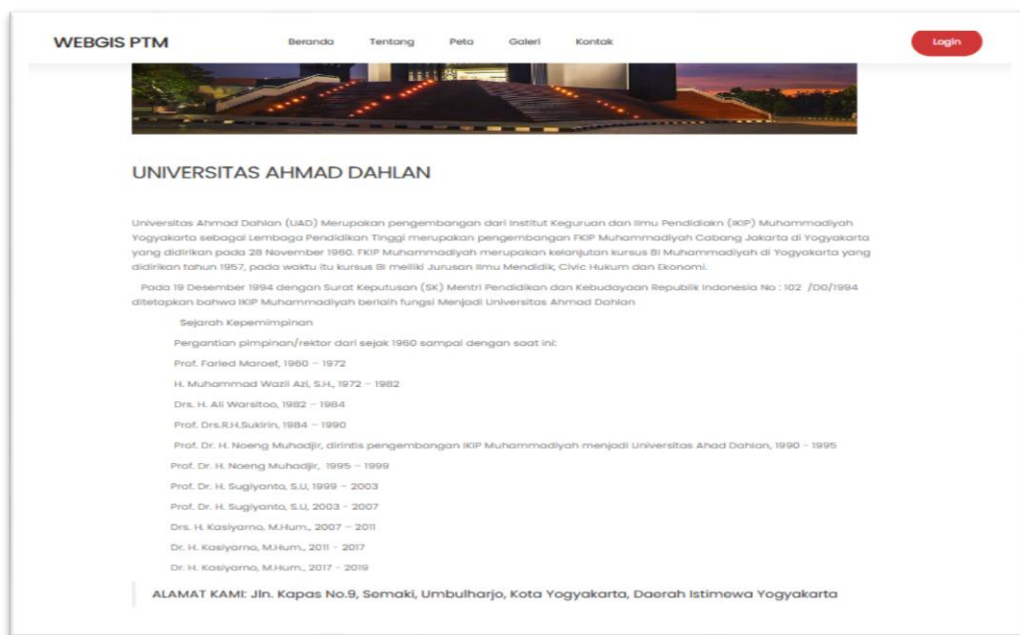 WEBGIS PTM
Beranda Tentang Peta Galeri Kontak
Login
UNIVERSITAS AHMAD DAHLAN
Universitas Ahmad Dahlan (UAD) Merupakan pengembangan dari Institut Keguruan dan Ilmu Pendidiakn (IKIP) Muhammadiyah
Yogyakarta sebagai Lembaga Pendidikan Tinggi merupakan pengembangan FKIP Muhammadiyah Cabang Jakarta di Yogyakarta
yang didirikan pada 28 November 1960. FKIP Muhammadiyah merupakan kelanjutan kursus BI Muhammadiyah di Yogyakarta yang
didirikan tahun 1957, pada waktu itu kursus BI meiliki Jurusan Ilmu Mendidik, Civic Hukum dan Ekonomi.
Pada 19 Desember 1994 dengan Surat Keputusan (SK) Mentri Pendidikan dan Kebudayaan Republik Indonesia No : 102 /D0/1994
ditetapkan bahwa IKIP Muhammadiyah berlaih fungsi Menjadi Universitas Ahmad Dahlan
Sejarah Kepemimpinan
Pergantian pimpinan/rektor dari sejak 1960 sampai dengan saat ini:
Prof. Faried Maroef, 1960 – 1972
H. Muhammad Wazil Azi, S.H., 1972 – 1982
Drs. H. Ali Warsitoo, 1982 – 1984
Prof. Drs.R.H.Sukirin, 1984 – 1990
Prof. Dr. H. Noeng Muhadjir, dirintis pengembangan IKIP Muhammadiyah menjadi Universitas Ahad Dahlan, 1990 - 1995
Prof. Dr. H. Noeng Muhadjir, 1995 – 1999
Prof. Dr. H. Sugiyanto, S.U, 1999 – 2003
Prof. Dr. H. Sugiyanto, S.U, 2003 - 2007
Drs. H. Kasiyarno, M.Hum., 2007 – 2011
Dr. H. Kasiyarno, M.Hum., 2011 - 2017
Dr. H. Kasiyarno, M.Hum., 2017 - 2019
ALAMAT KAMI: Jln. Kapas No.9, Semaki, Umbulharjo, Kota Yogyakarta, Daerah Istimewa Yogyakarta